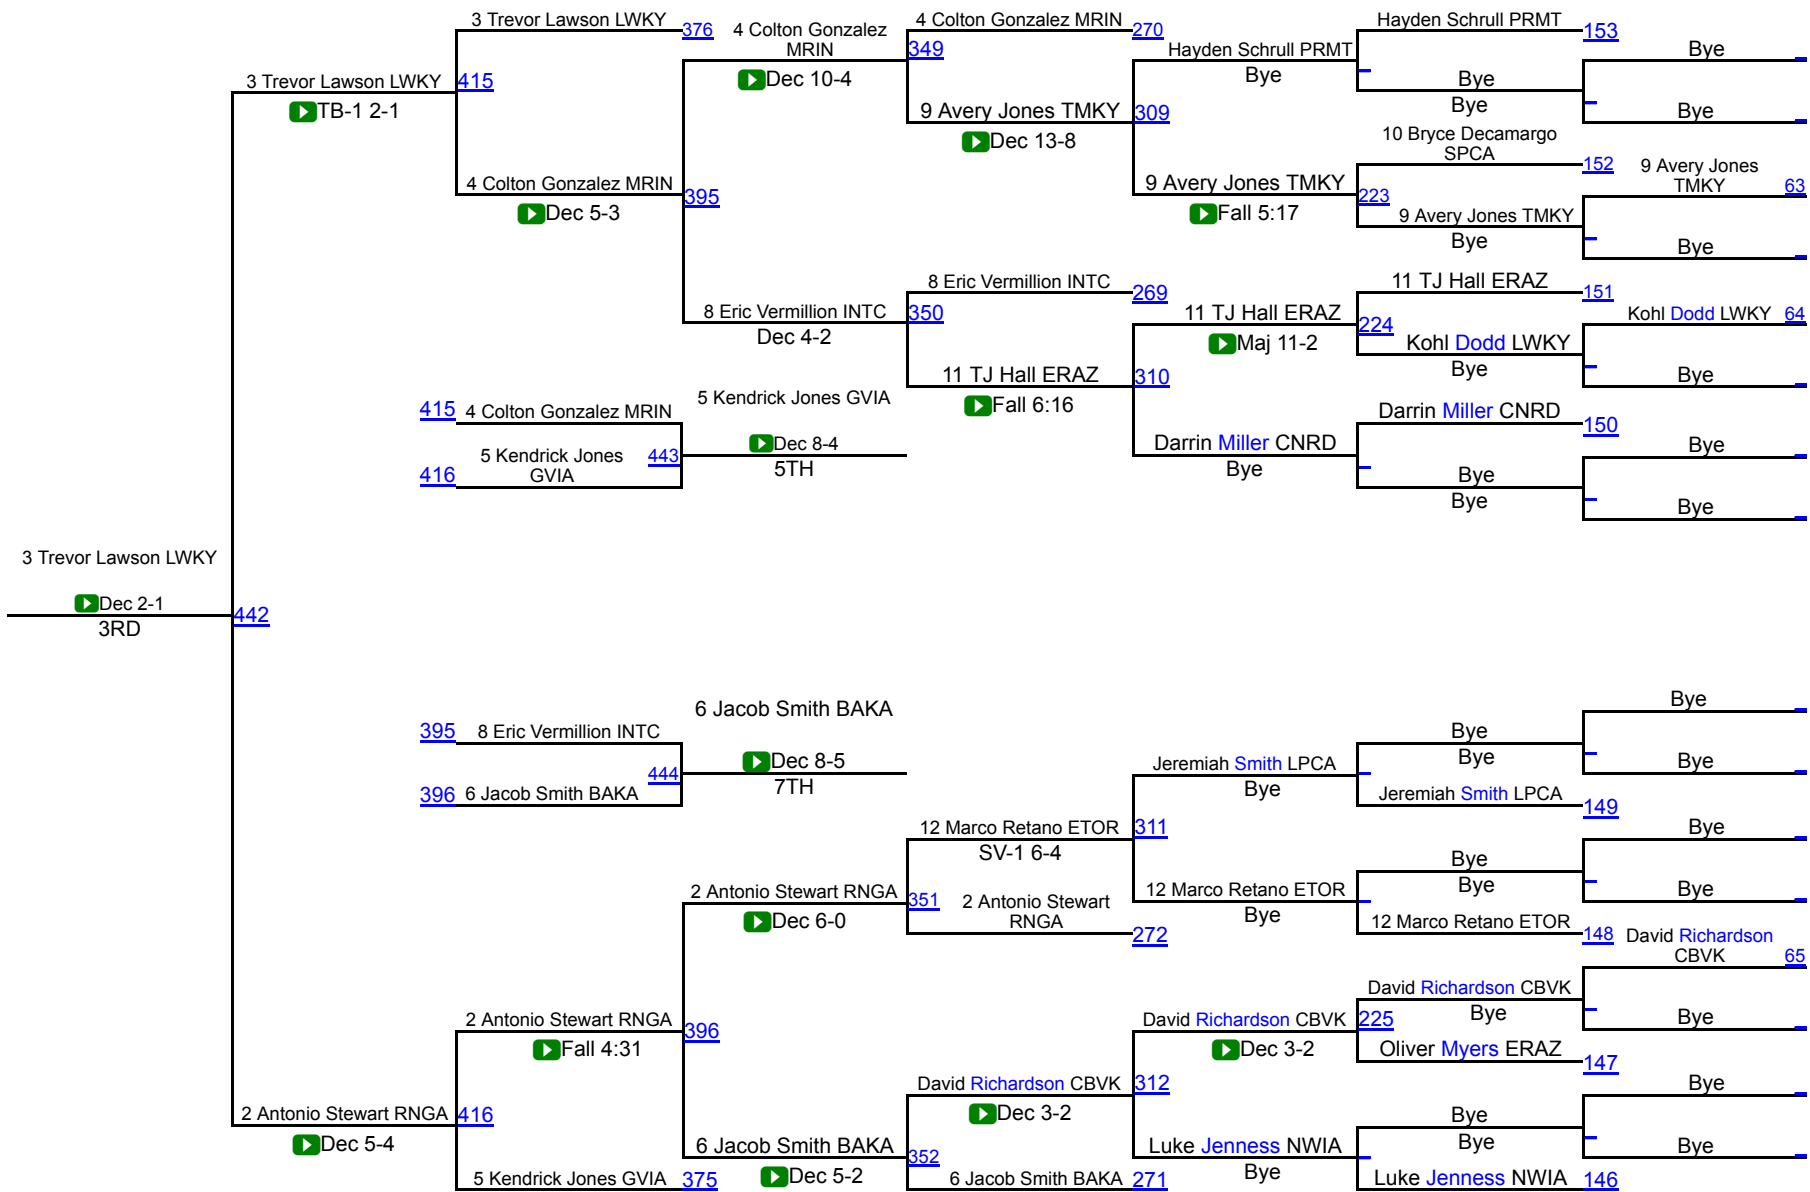 3 Trevor Lawson LWKY
376
4 Colton Gonzalez
MRIN
4 Colton Gonzalez MRIN
270
Hayden Schrull PRMT
153
349
Hayden Schrull PRMT
Bye
Bye
3 Trevor Lawson LWKY
415
Dec 10-4
Bye
Bye
TB-1 2-1
9 Avery Jones TMKY
309
Bye
Bye
Dec 13-8
10 Bryce Decamargo
SPCA
152
9 Avery Jones
TMKY
63
4 Colton Gonzalez MRIN
395
9 Avery Jones TMKY
223
Dec 5-3
Fall 5:17
9 Avery Jones TMKY
Bye
Bye
8 Eric Vermillion INTC
269
11 TJ Hall ERAZ
151
8 Eric Vermillion INTC
350
11 TJ Hall ERAZ
224
Kohl Dodd LWKY
64
Dec 4-2
Maj 11-2
Kohl Dodd LWKY
Bye
11 TJ Hall ERAZ
310
Bye
5 Kendrick Jones GVIA
Fall 6:16
415
4 Colton Gonzalez MRIN
Darrin Miller CNRD
150
Dec 8-4
Darrin Miller CNRD
Bye
5 Kendrick Jones
GVIA
443
5TH
Bye
416
Bye
Bye
Bye
3 Trevor Lawson LWKY
Dec 2-1
442
3RD
6 Jacob Smith BAKA
Bye
395
8 Eric Vermillion INTC
Bye
Dec 8-5
Jeremiah Smith LPCA
Bye
Bye
444
7TH
Bye
396
6 Jacob Smith BAKA
Jeremiah Smith LPCA
149
12 Marco Retano ETOR
311
Bye
SV-1 6-4
Bye
2 Antonio Stewart RNGA
351
2 Antonio Stewart
RNGA
12 Marco Retano ETOR
Bye
Bye
Dec 6-0
Bye
272
12 Marco Retano ETOR
148
David Richardson
CBVK
65
David Richardson CBVK
2 Antonio Stewart RNGA
396
David Richardson CBVK
225
Bye
Bye
Fall 4:31
Dec 3-2
Oliver Myers ERAZ
147
David Richardson CBVK
312
Bye
2 Antonio Stewart RNGA
416
Dec 3-2
Bye
Dec 5-4
6 Jacob Smith BAKA
352
Luke Jenness NWIA
Bye
Bye
5 Kendrick Jones GVIA
375
Dec 5-2
6 Jacob Smith BAKA
271
Bye
Luke Jenness NWIA
146